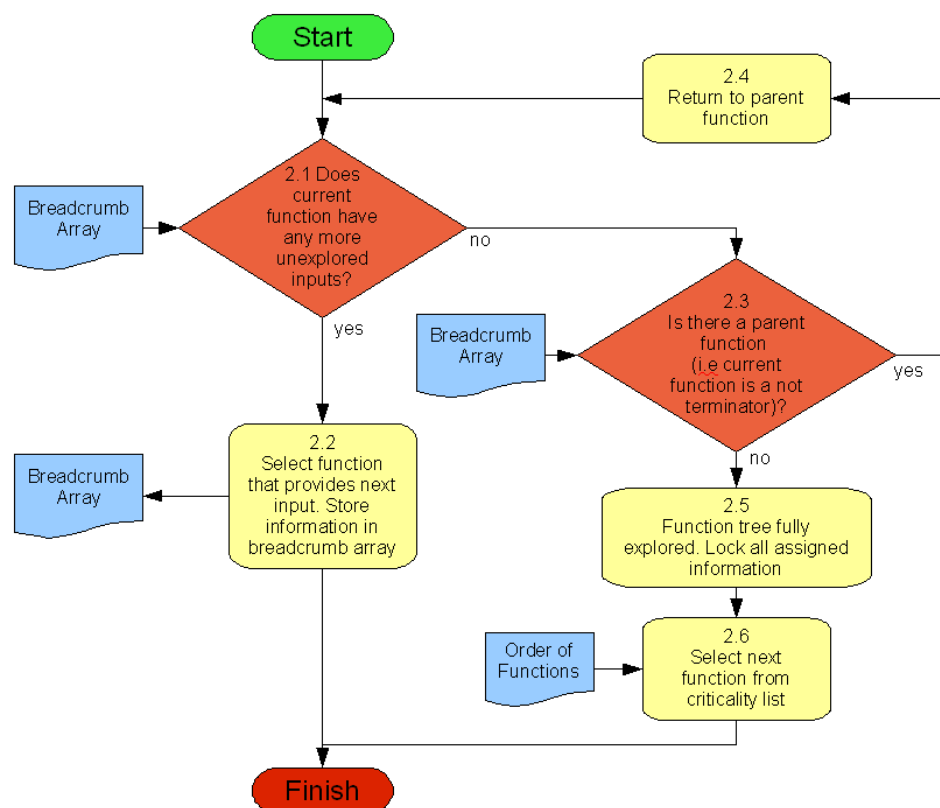 Start
2.4
Return to parent
function
2.1 Does
current
function have
any more
unexplored
inputs?
Breadcrumb
Array
no
yes
2.3
Is there a parent
function
(i.e current
function is a not
terminator)?
Breadcrumb
Array
yes
no
2.2
Select function
that provides next
input. Store
information in
breadcrumb array
Breadcrumb
Array
2.5
Function tree fully
explored. Lock all assigned
information
2.6
Select next
function from
criticality list
Order of
Functions
Finish